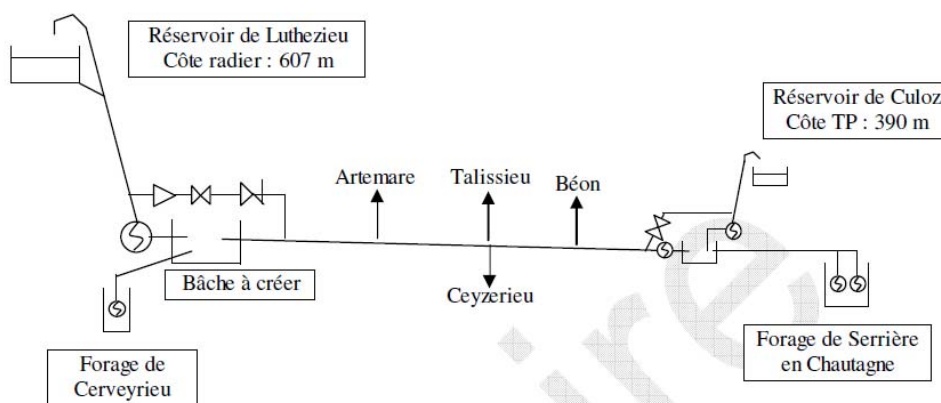 Réservoir de Luthezieu
Côte radier : 607 m
Réservoir de Culoz
Côte TP : 390 m
Artemare
Talissieu
Béon
Ceyzerieu
Bâche à créer
Forage de
Cerveyrieu
Forage de Serrière
en Chautagne